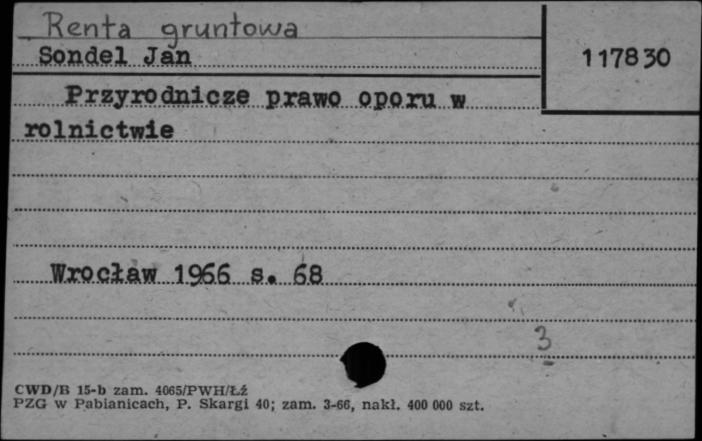 Renta gruntowa
Sondel Jan
117830
Przyrodnicze prawo oporu w
rolnictwie
Wrocław 1966 s. 68
3
CWD/B 15-b zam. 4065/PWH/Łź
PZG w Pabianicach, P. Skargi 40; zam. 3-66, nakł. 400 000 szt.